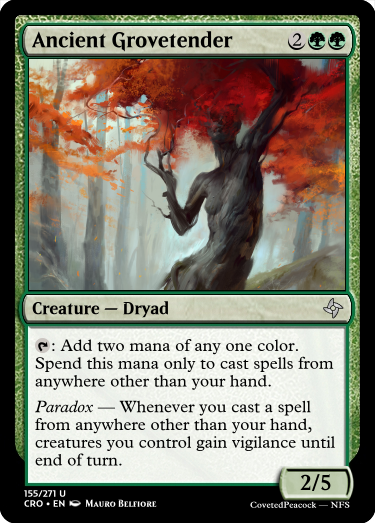 Ancient Grovetender 2
Creature — Dryad
: Add two mana of any one color.
Spend this mana only to cast spells from
anywhere other than your hand.
Paradox — Whenever you cast a spell
from anywhere other than your hand,
creatures you control gain vigilance until
end of turn.
2/5
155/271 U
CRO • EN Mauro Belfiore
CovetedPeacock — NFS